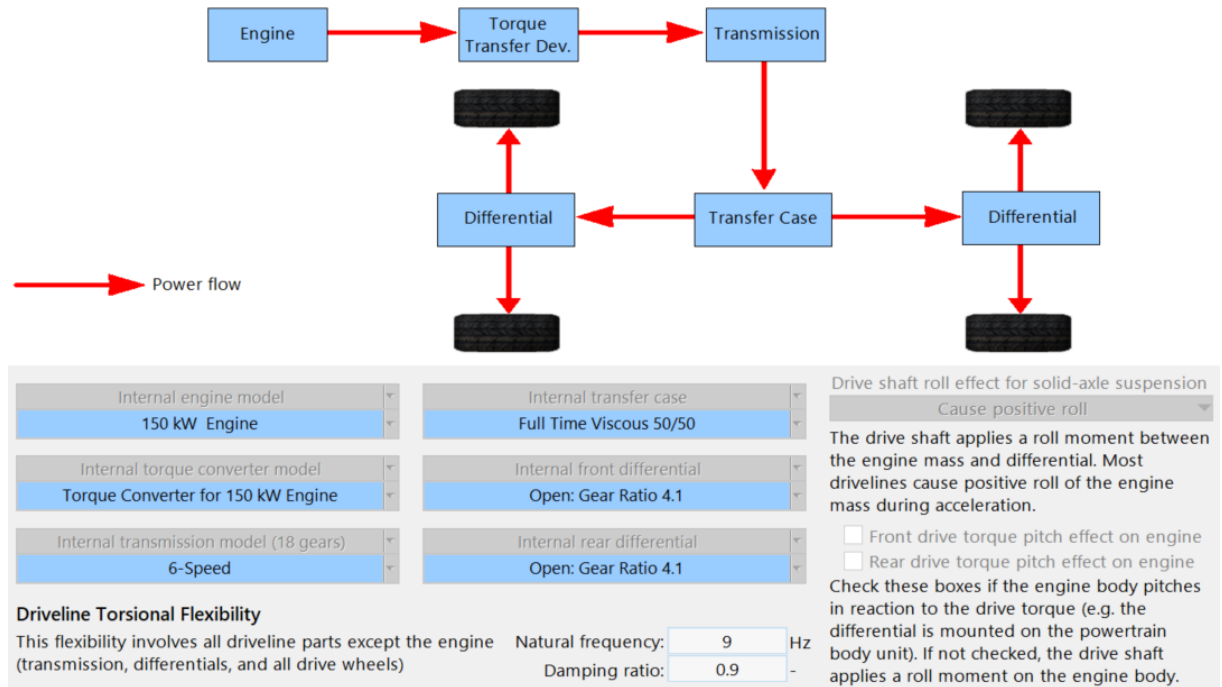 Engine
Torque
Transfer Dev.
Transmission
Differential
Transfer Case
Differential
Power flow
Internal engine model
150 kW  Engine
Internal torque converter model
Torque Converter for 150 kW Engine
Internal transmission model (18 gears)
6-Speed
Internal transfer case
Full Time Viscous 50/50
Internal front differential
Open: Gear Ratio 4.1
Internal rear differential
Open: Gear Ratio 4.1
Drive shaft roll effect for solid-axle suspension
Cause positive roll
The drive shaft applies a roll moment between
the engine mass and differential. Most
drivelines cause positive roll of the engine
mass during acceleration.
Front drive torque pitch effect on engine
Rear drive torque pitch effect on engine
Check these boxes if the engine body pitches
in reaction to the drive torque (e.g. the
differential is mounted on the powertrain
body unit). If not checked, the drive shaft
applies a roll moment on the engine body.
Driveline Torsional Flexibility
This flexibility involves all driveline parts except the engine
(transmission, differentials, and all drive wheels)
Natural frequency: 9 Hz
Damping ratio: 0.9 -